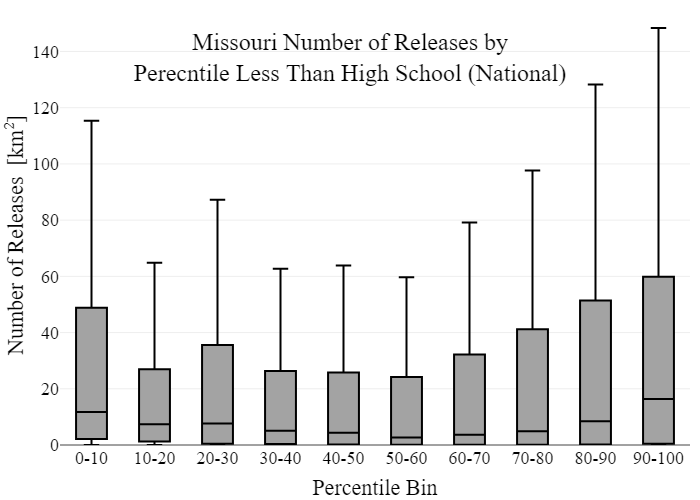 Missouri Number of Releases by
Perecntile Less Than High School (National)
Number of Releases [km²]
140
120
100
80
60
40
20
0
0-10 10-20 20-30 30-40 40-50 50-60 60-70 70-80 80-90 90-100
Percentile Bin